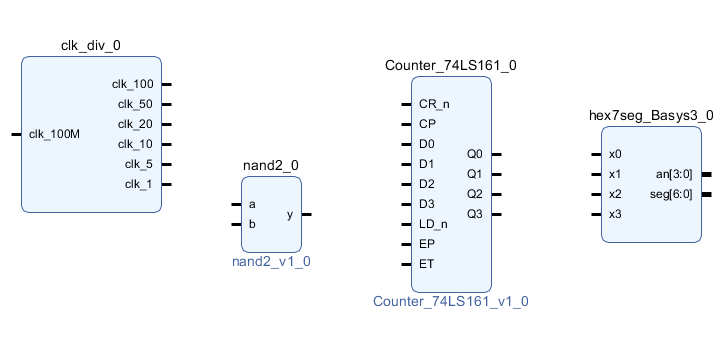 clk_div_0
clk_100M
clk_100
clk_50
clk_20
clk_10
clk_5
clk_1
nand2_0
a
b
y
nand2_v1_0
Counter_74LS161_0
CR_n
CP
D0
D1
D2
D3
LD_n
EP
ET
Q0
Q1
Q2
Q3
Counter_74LS161_v1_0
hex7seg_Basys3_0
x0
x1
x2
x3
an[3:0]
seg[6:0]